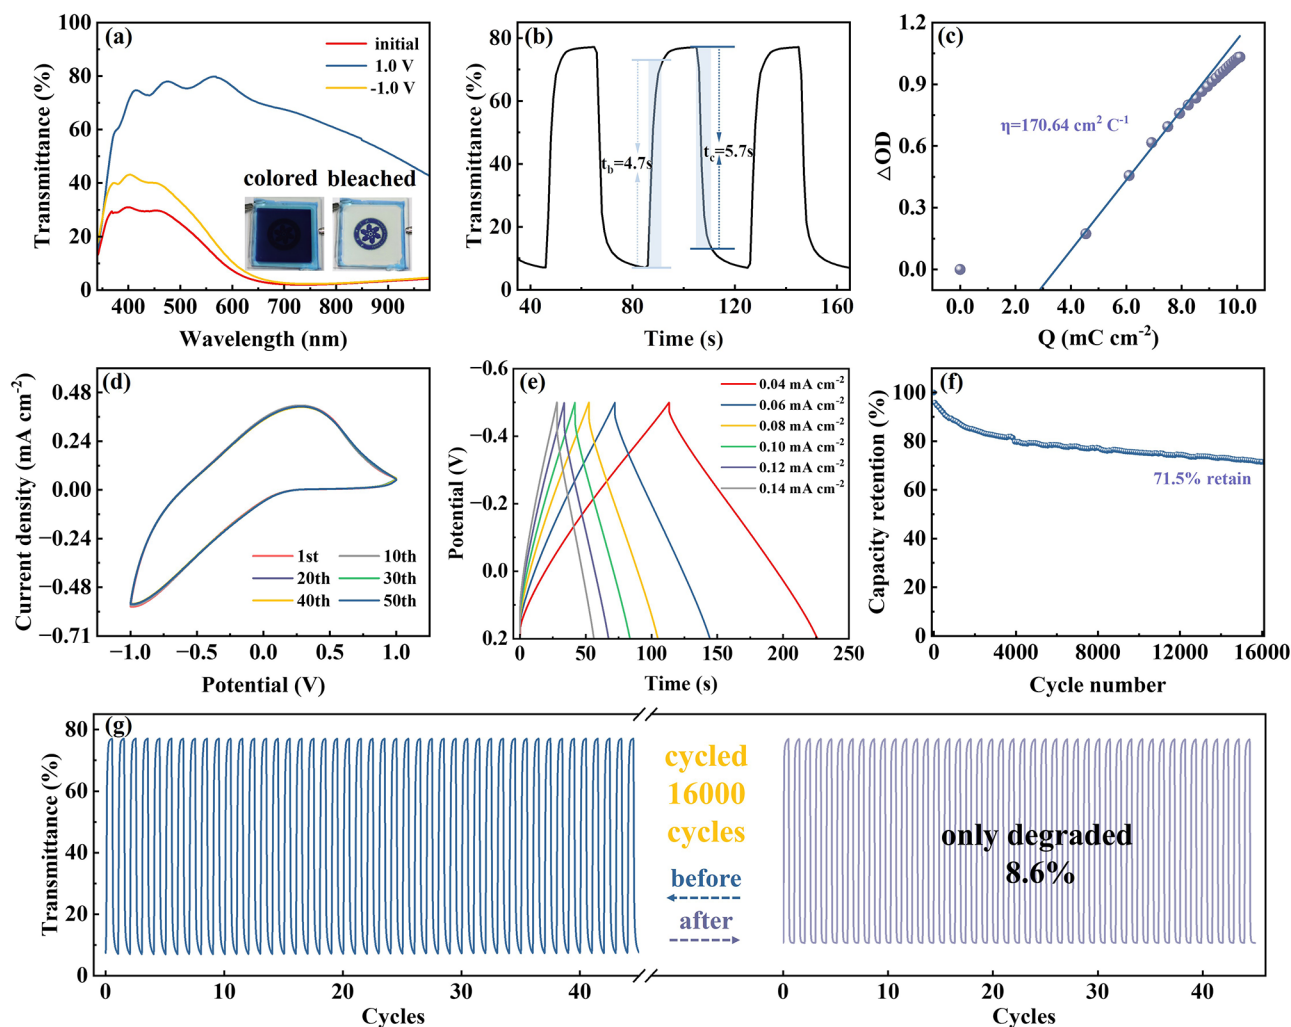 (a)
initial
1.0 V
-1.0 V
colored bleached
100
80
60
40
20
0
Transmittance (%)
400 500 600 700 800 900
Wavelength (nm)
(b)
t_b=4.7s
t_c=5.7s
80
60
40
20
0
Transmittance (%)
40 80 120 160
Time (s)
(c)
η=170.64 cm² C⁻¹
1.2
0.9
0.6
0.3
0.0
△OD
0.0 2.0 4.0 6.0 8.0 10.0
Q (mC cm⁻²)
(d)
0.48
0.24
0.00
−0.24
−0.48
−0.71
Current density (mA cm⁻²)
1st 10th
20th 30th
40th 50th
−1.0 −0.5 0.0 0.5 1.0
Potential (V)
(e)
−0.6
−0.4
−0.2
0.0
0.2
Potential (V)
0.04 mA cm⁻²
0.06 mA cm⁻²
0.08 mA cm⁻²
0.10 mA cm⁻²
0.12 mA cm⁻²
0.14 mA cm⁻²
0 50 100 150 200 250
Time (s)
(f)
100
80
60
40
20
0
Capacity retention (%)
71.5% retain
0 4000 8000 12000 16000
Cycle number
(g)
80
60
40
20
0
Transmittance (%)
cycled
16000
cycles
before
after
only degraded
8.6%
0 10 20 30 40
Cycles
0 10 20 30 40
Cycles